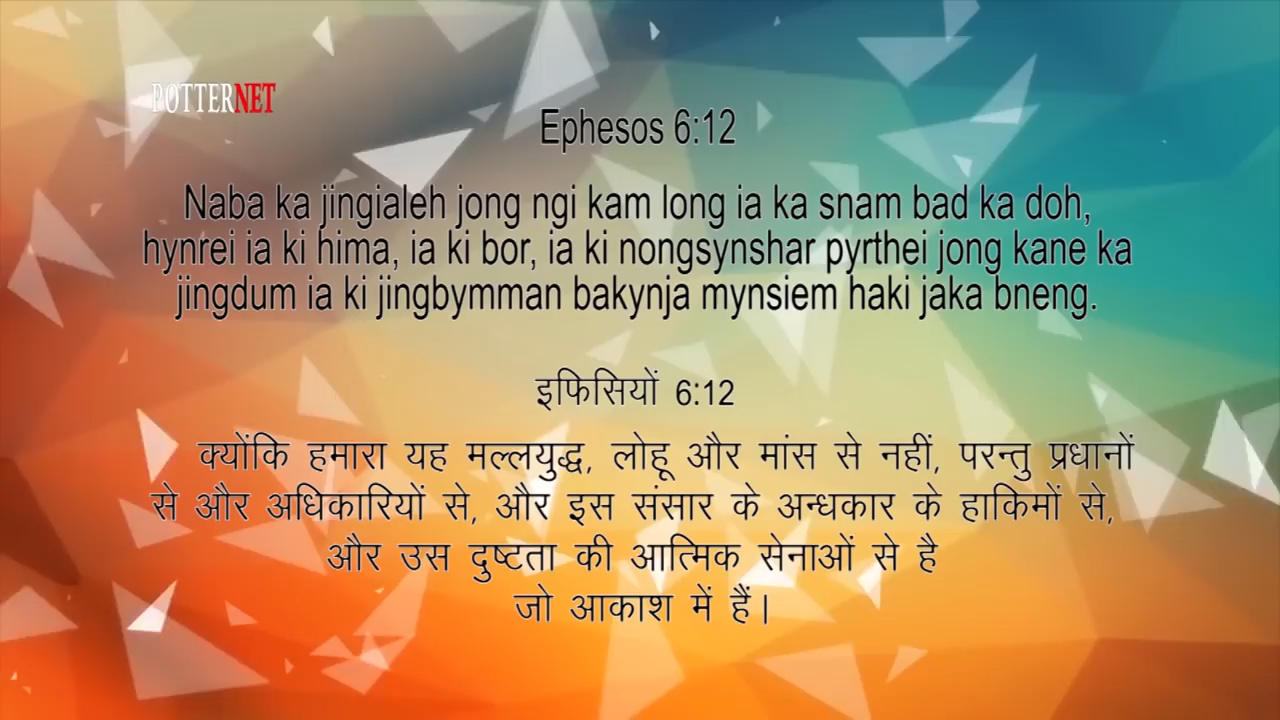 POTTERNET
Ephesos 6:12
Naba ka jingialeh jong ngi kam long ia ka snam bad ka doh,
hynrei ia ki hima, ia ki bor, ia ki nongsynshar pyrthei jong kane ka
jingdum ia ki jingbymman bakynja mynsiem haki jaka bneng.
इफिसियों 6:12
क्योंकि हमारा यह मल्लयुद्ध, लोहू और मांस से नहीं, परन्तु प्रधानों
से और अधिकारियों से, और इस संसार के अन्धकार के हाकिमों से,
और उस दुष्टता की आत्मिक सेनाओं से है
जो आकाश में हैं।